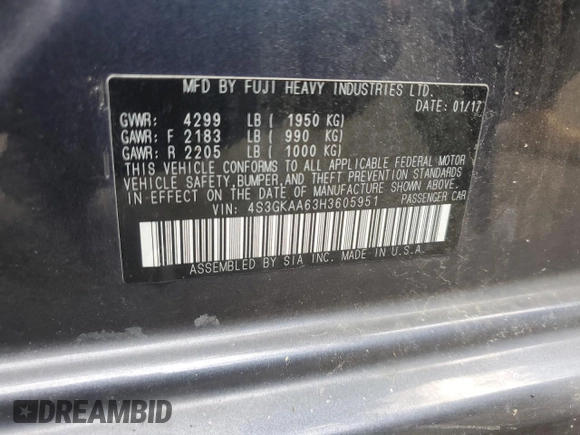 MFD BY FUJI HEAVY INDUSTRIES LTD.
DATE: 01/17
GVWR: 4299 LB ( 1950 KG)
GAWR: F 2183 LB ( 990 KG)
GAWR: R 2205 LB ( 1000 KG)
THIS VEHICLE CONFORMS TO ALL APPLICABLE FEDERAL MOTOR
VEHICLE SAFETY,BUMPER,AND THEFT PREVENTION STANDARDS
IN EFFECT ON THE DATE OF MANUFACTURE SHOWN ABOVE.
VIN: 4S3GKAA63H3605951 PASSENGER CAR
ASSEMBLED BY SIA INC. MADE IN U.S.A.
DREAMBID